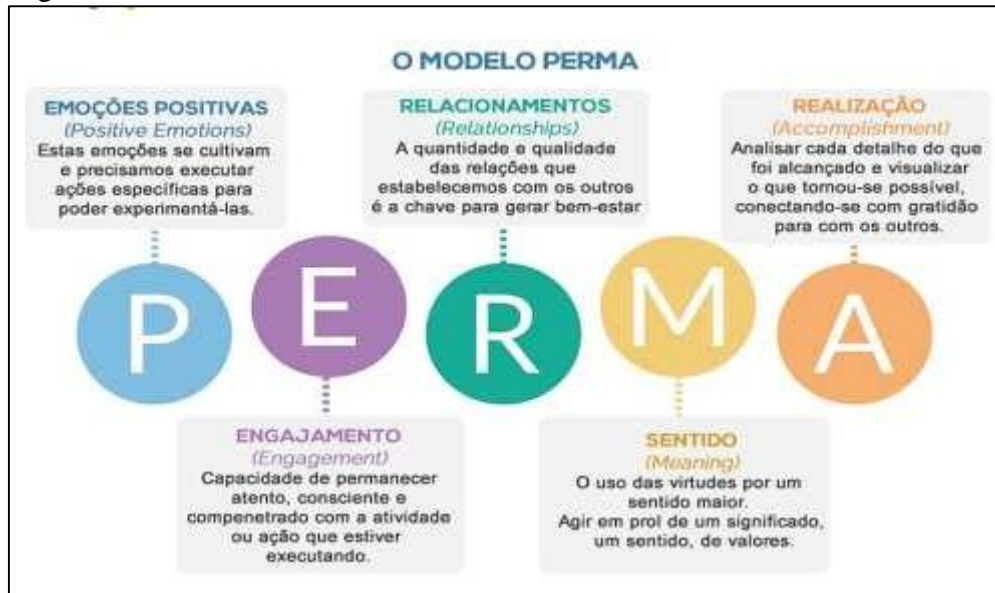 O MODELO PERMA
EMOÇÕES POSITIVAS
(Positive Emotions)
Estas emoções se cultivam
e precisamos executar
ações específicas para
poder experimentá-las.
RELACIONAMENTOS
(Relationships)
A quantidade e qualidade
das relações que
estabelecemos com os outros
é a chave para gerar bem-estar
REALIZAÇÃO
(Accomplishment)
Analisar cada detalhe do que
foi alcançado e visualizar
o que tornou-se possível,
conectando-se com gratidão
para com os outros.
P
E
R
M
A
ENGAJAMENTO
(Engagement)
Capacidade de permanecer
atento, consciente e
compenetrado com a atividade
ou ação que estiver
executando.
SENTIDO
(Meaning)
O uso das virtudes por um
sentido maior.
Agir em prol de um significado,
um sentido, de valores.